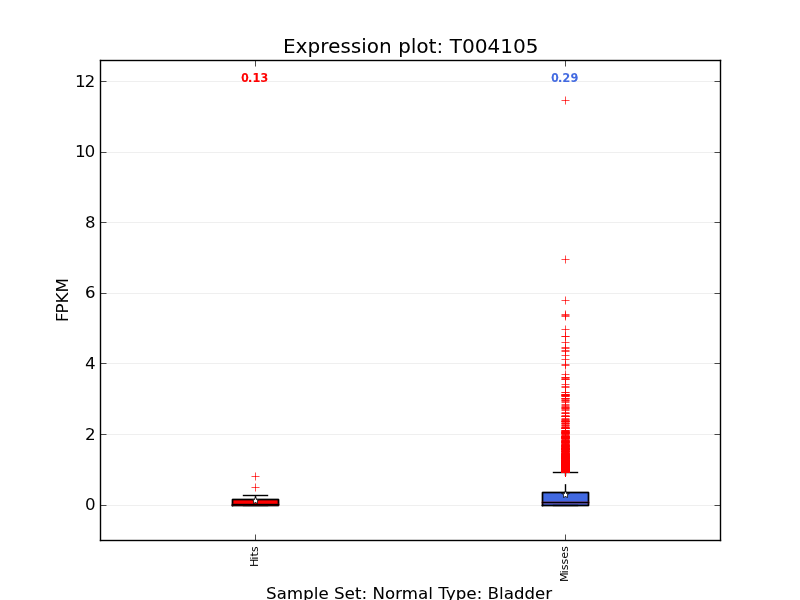 Expression plot: T004105
0.13
0.29
12
10
8
6
4
2
0
FPKM
Hits
Misses
Sample Set: Normal Type: Bladder